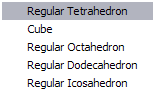 Regular Tetrahedron
Cube
Regular Octahedron
Regular Dodecahedron
Regular Icosahedron